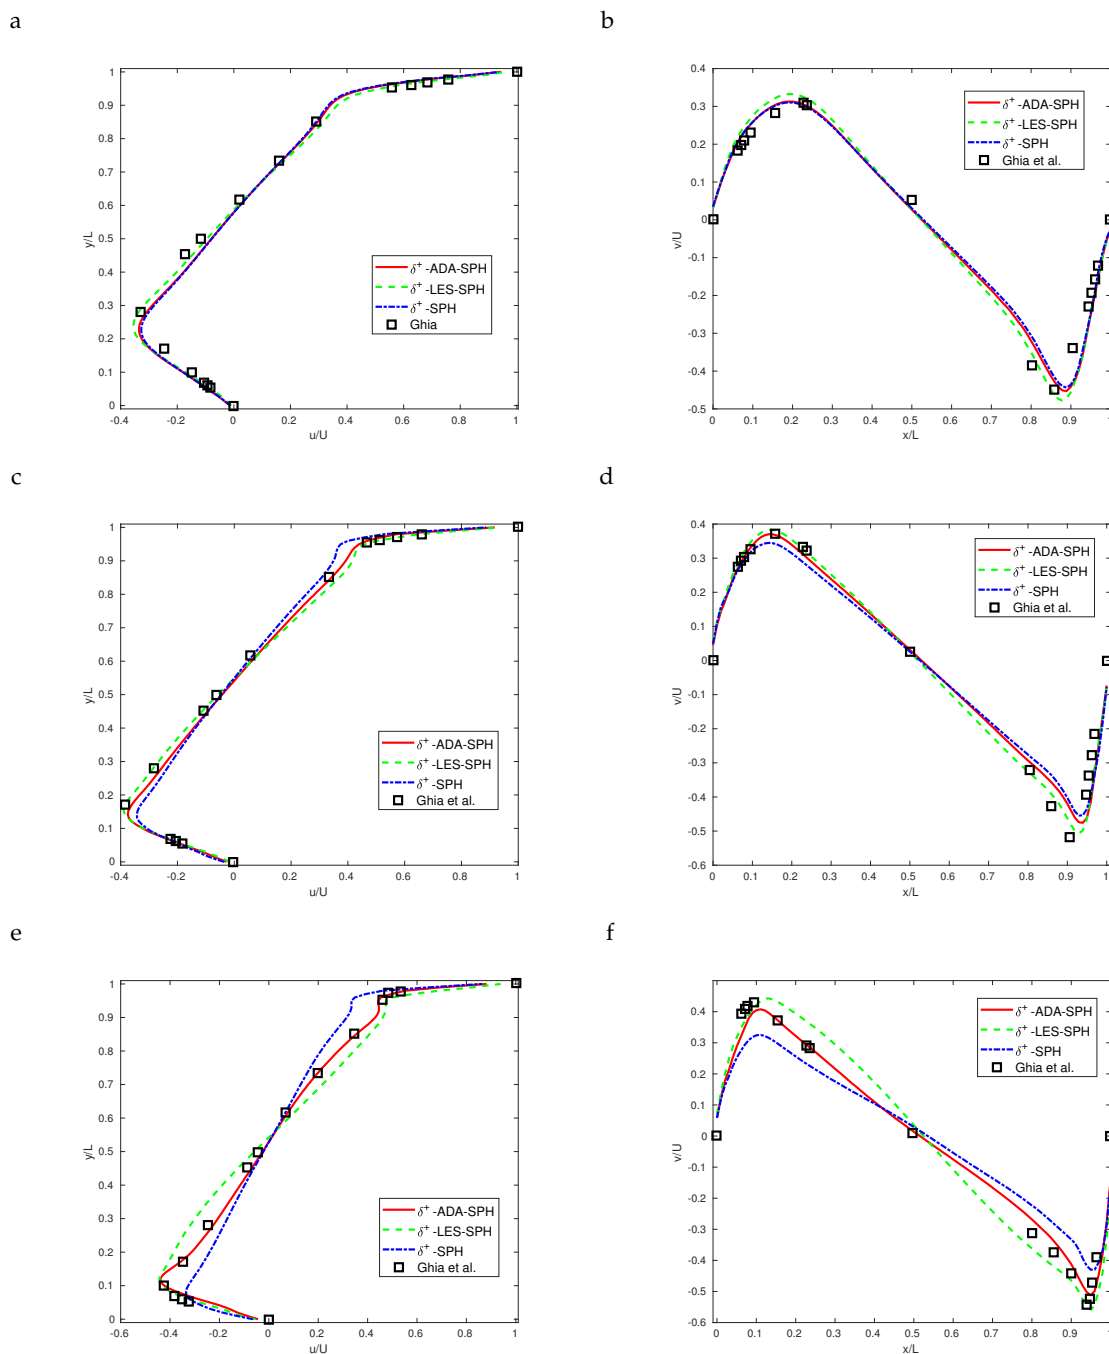 a
1
0.9
0.8
0.7
0.6
0.5
0.4
0.3
0.2
0.1
0
y/L
-0.4 -0.2 0 0.2 0.4 0.6 0.8 1
u/U
δ+ -ADA-SPH
δ+ -LES-SPH
δ+ -SPH
Ghia
b
0.4
0.3
0.2
0.1
0
-0.1
-0.2
-0.3
-0.4
-0.5
v/U
0 0.1 0.2 0.3 0.4 0.5 0.6 0.7 0.8 0.9 1
x/L
δ+ -ADA-SPH
δ+ -LES-SPH
δ+ -SPH
Ghia et al.
c
1
0.9
0.8
0.7
0.6
0.5
0.4
0.3
0.2
0.1
0
y/L
-0.4 -0.2 0 0.2 0.4 0.6 0.8 1
u/U
δ+ -ADA-SPH
δ+ -LES-SPH
δ+ -SPH
Ghia et al.
d
0.4
0.3
0.2
0.1
0
-0.1
-0.2
-0.3
-0.4
-0.5
-0.6
v/U
0 0.1 0.2 0.3 0.4 0.5 0.6 0.7 0.8 0.9 1
x/L
δ+ -ADA-SPH
δ+ -LES-SPH
δ+ -SPH
Ghia et al.
e
1
0.9
0.8
0.7
0.6
0.5
0.4
0.3
0.2
0.1
0
y/L
-0.6 -0.4 -0.2 0 0.2 0.4 0.6 0.8 1
u/U
δ+ -ADA-SPH
δ+ -LES-SPH
δ+ -SPH
Ghia et al.
f
0.5
0.4
0.3
0.2
0.1
0
-0.1
-0.2
-0.3
-0.4
-0.5
-0.6
v/U
0 0.1 0.2 0.3 0.4 0.5 0.6 0.7 0.8 0.9 1
x/L
δ+ -ADA-SPH
δ+ -LES-SPH
δ+ -SPH
Ghia et al.